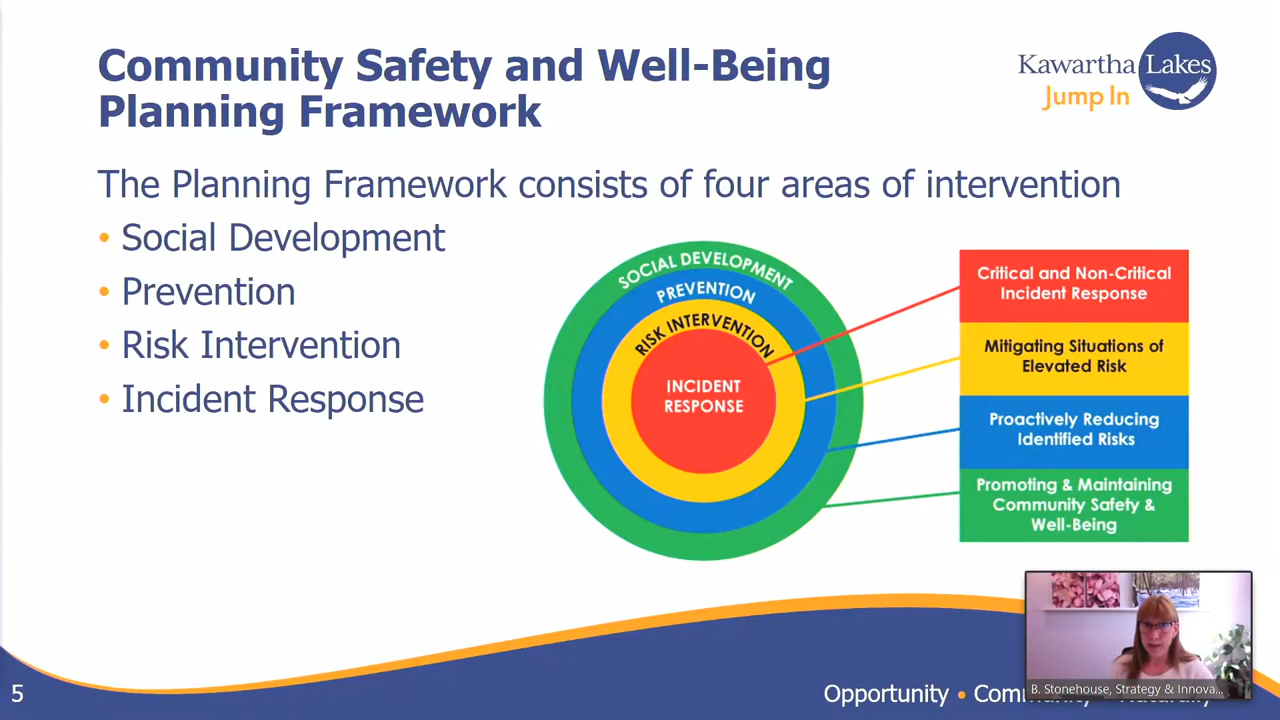 Community Safety and Well-Being
Planning Framework
Kawartha Lakes
Jump In
The Planning Framework consists of four areas of intervention
• Social Development
• Prevention
• Risk Intervention
• Incident Response
SOCIAL DEVELOPMENT
PREVENTION
RISK INTERVENTION
INCIDENT
RESPONSE
Critical and Non-Critical
Incident Response
Mitigating Situations of
Elevated Risk
Proactively Reducing
Identified Risks
Promoting & Maintaining
Community Safety &
Well-Being
5
Opportunity •
B. Stonehouse, Strategy & Innova...